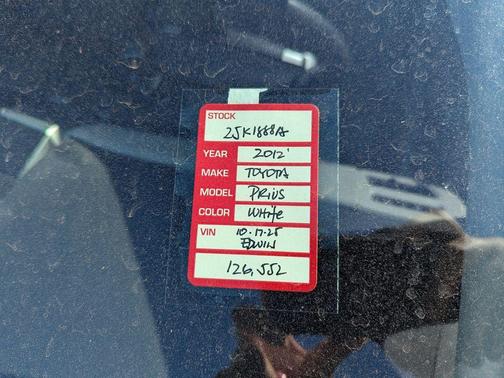 STOCK
25K1888A
YEAR 2012'
MAKE TOYOTA
MODEL PRiUS
COLOR WHitE
VIN 10.17.25
EDWIN
126,552